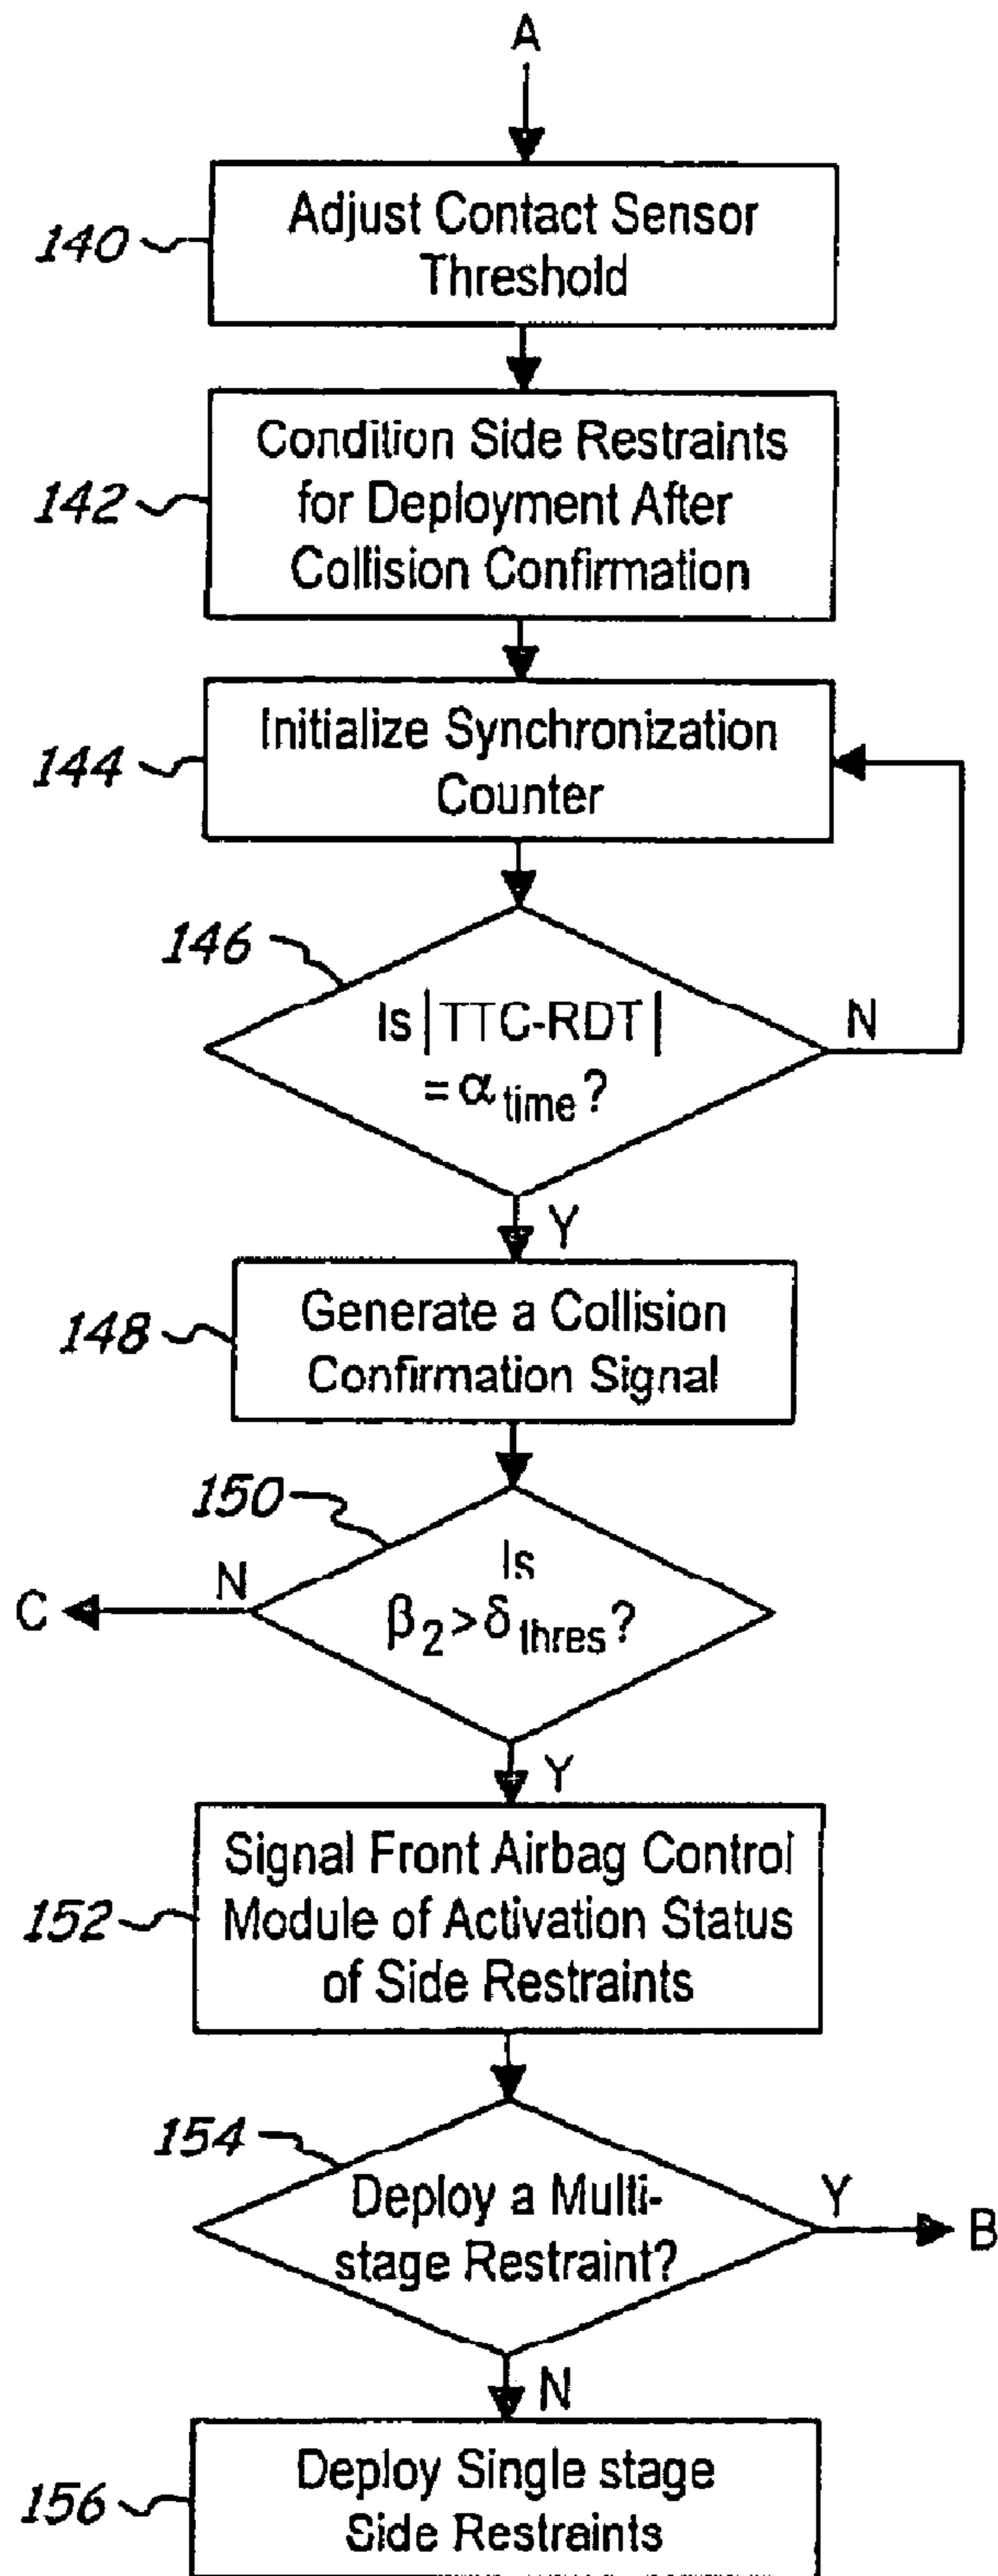 A
140
Adjust Contact Sensor
Threshold
142
Condition Side Restraints
for Deployment After
Collision Confirmation
144
Initialize Synchronization
Counter
146
Is |TTC-RDT|
= α time ?
N
Y
148
Generate a Collision
Confirmation Signal
150
Is
β2 > δthres ?
N
C
Y
152
Signal Front Airbag Control
Module of Activation Status
of Side Restraints
154
Deploy a Multi-
stage Restraint?
Y
B
N
156
Deploy Single stage
Side Restraints